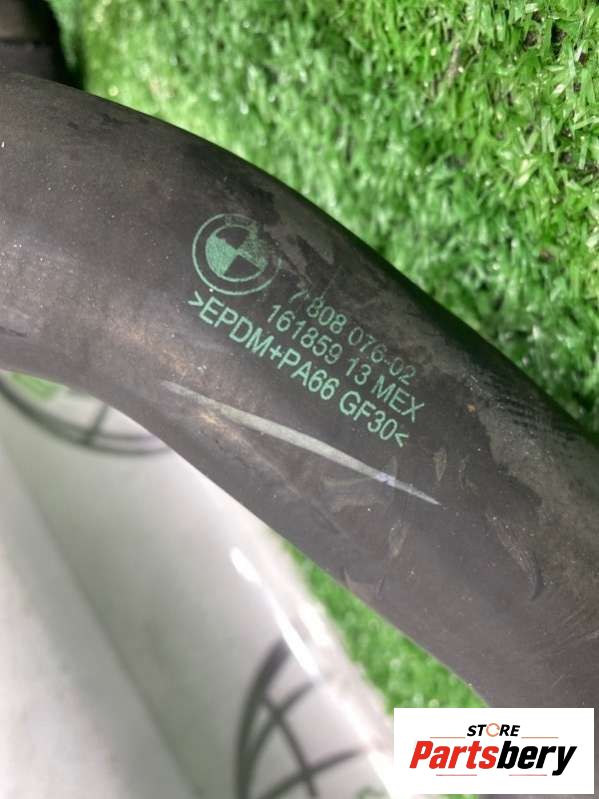 7 808 076-02
161859 13 MEX
>EPDM+PA66 GF30<
STORE
Partsbery